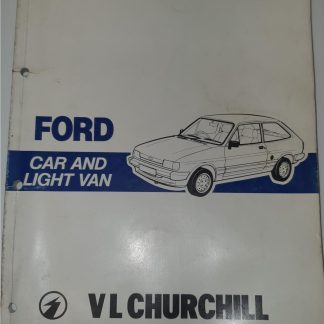 FORD
CAR AND
LIGHT VAN
V L CHURCHILL